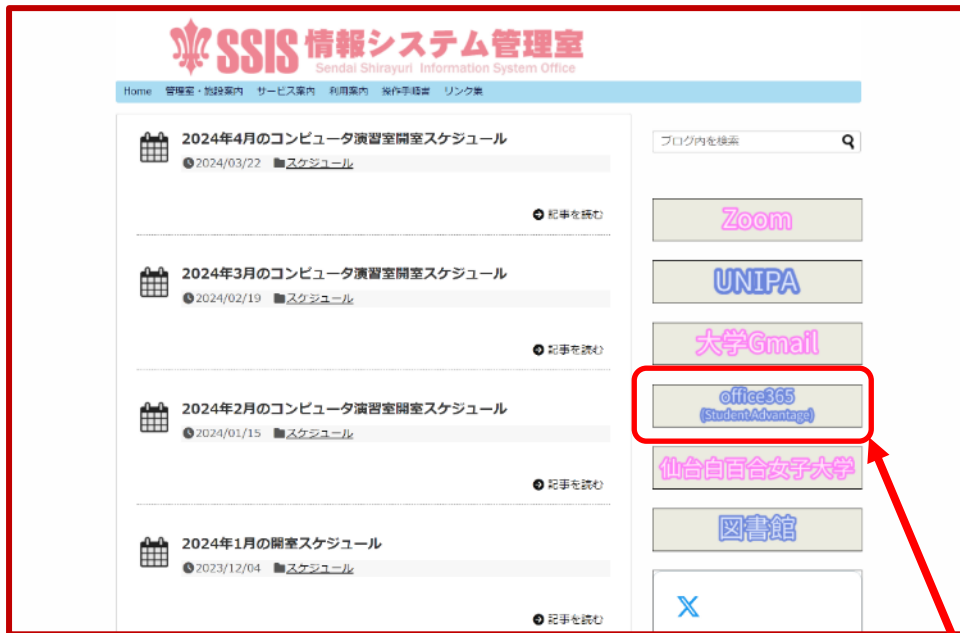 SSIS 情報システム管理室
Sendai Shirayuri Information System Office
Home 管理室・施設案内 サービス案内 利用案内 操作手順書 リンク集
2024年4月のコンピュータ演習室開室スケジュール
2024/03/22 スケジュール
記事を読む
2024年3月のコンピュータ演習室開室スケジュール
2024/02/19 スケジュール
記事を読む
2024年2月のコンピュータ演習室開室スケジュール
2024/01/15 スケジュール
記事を読む
2024年1月の開室スケジュール
2023/12/04 スケジュール
記事を読む
ブログ内を検索
Zoom
UNIPA
大学Gmail
office365
(Student Advantage)
仙台白百合女子大学
図書館
X